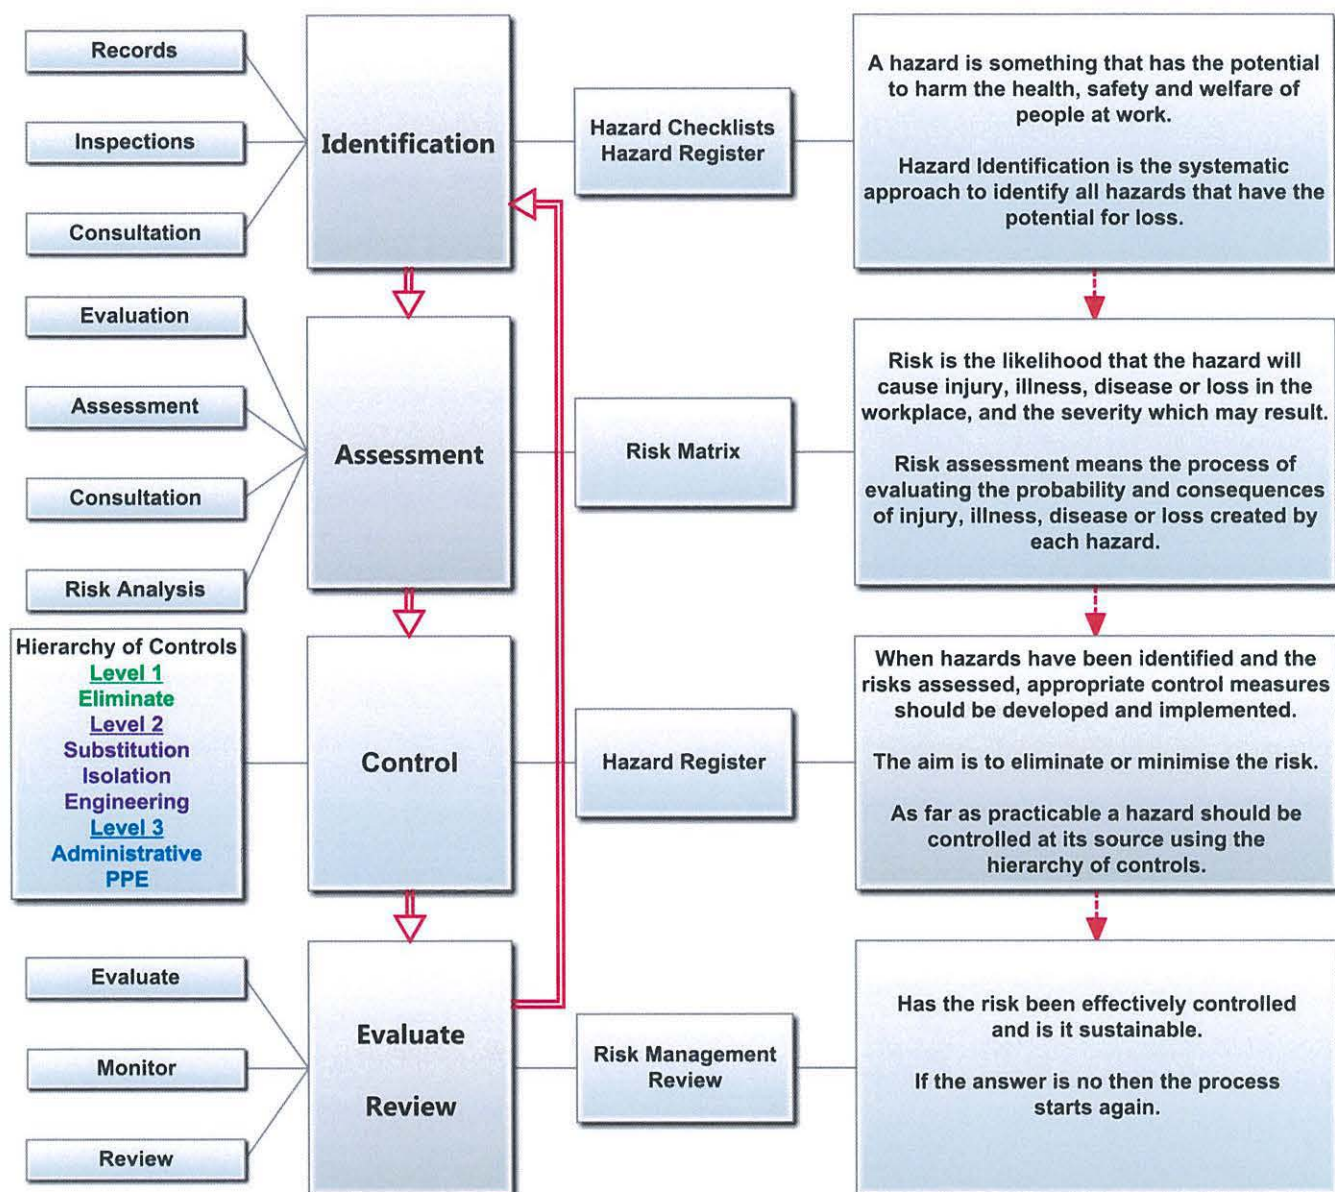 Records
Inspections
Consultation
Identification
Hazard Checklists
Hazard Register
A hazard is something that has the potential
to harm the health, safety and welfare of
people at work.
Hazard Identification is the systematic
approach to identify all hazards that have the
potential for loss.
Evaluation
Assessment
Consultation
Risk Analysis
Assessment
Risk Matrix
Risk is the likelihood that the hazard will
cause injury, illness, disease or loss in the
workplace, and the severity which may result.
Risk assessment means the process of
evaluating the probability and consequences
of injury, illness, disease or loss created by
each hazard.
Hierarchy of Controls
Level 1
Eliminate
Level 2
Substitution
Isolation
Engineering
Level 3
Administrative
PPE
Control
Hazard Register
When hazards have been identified and the
risks assessed, appropriate control measures
should be developed and implemented.
The aim is to eliminate or minimise the risk.
As far as practicable a hazard should be
controlled at its source using the
hierarchy of controls.
Evaluate
Monitor
Review
Evaluate
Review
Risk Management
Review
Has the risk been effectively controlled
and is it sustainable.
If the answer is no then the process
starts again.